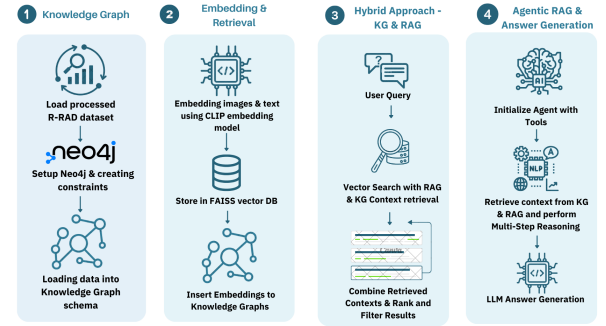 1 Knowledge Graph
Load processed
R-RAD dataset
neo4j
Setup Neo4j & creating
constraints
Loading data into
Knowledge Graph
schema
2 Embedding &
Retrieval
</>
Embedding images & text
using CLIP embedding
model
Store in FAISS vector DB
Insert Embeddings to
Knowledge Graphs
3 Hybrid Approach -
KG & RAG
?
User Query
Vector Search with RAG
& KG Context retrieval
Combine Retrieved
Contexts & Rank and
Filter Results
4 Agentic RAG &
Answer Generation
AI
Initialize Agent with
Tools
A
NLP
Retrieve context from KG
& RAG and perform
Multi-Step Reasoning
</>
LLM Answer Generation